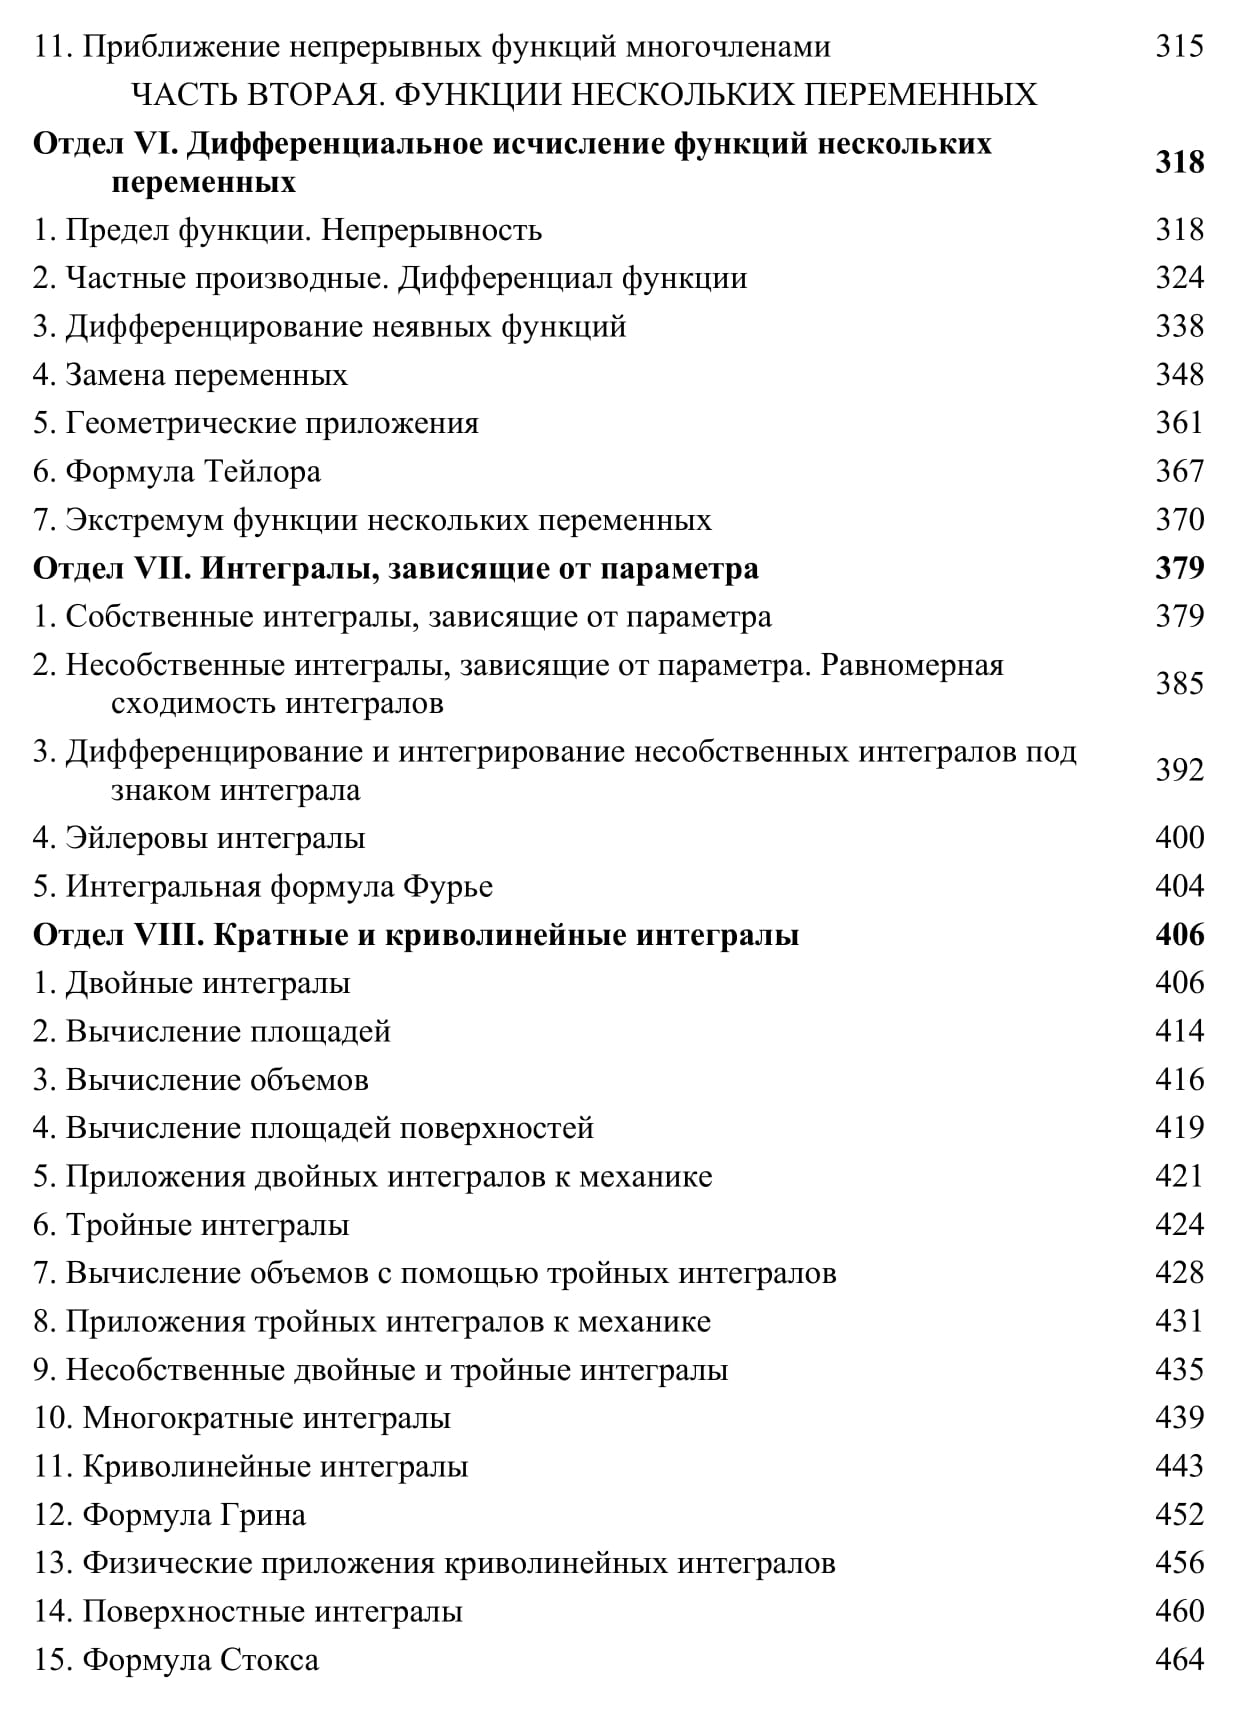 11. Приближение непрерывных функций многочленами 315
ЧАСТЬ ВТОРАЯ. ФУНКЦИИ НЕСКОЛЬКИХ ПЕРЕМЕННЫХ
Отдел VI. Дифференциальное исчисление функций нескольких
переменных 318
1. Предел функции. Непрерывность 318
2. Частные производные. Дифференциал функции 324
3. Дифференцирование неявных функций 338
4. Замена переменных 348
5. Геометрические приложения 361
6. Формула Тейлора 367
7. Экстремум функции нескольких переменных 370
Отдел VII. Интегралы, зависящие от параметра 379
1. Собственные интегралы, зависящие от параметра 379
2. Несобственные интегралы, зависящие от параметра. Равномерная
сходимость интегралов 385
3. Дифференцирование и интегрирование несобственных интегралов под
знаком интеграла 392
4. Эйлеровы интегралы 400
5. Интегральная формула Фурье 404
Отдел VIII. Кратные и криволинейные интегралы 406
1. Двойные интегралы 406
2. Вычисление площадей 414
3. Вычисление объемов 416
4. Вычисление площадей поверхностей 419
5. Приложения двойных интегралов к механике 421
6. Тройные интегралы 424
7. Вычисление объемов с помощью тройных интегралов 428
8. Приложения тройных интегралов к механике 431
9. Несобственные двойные и тройные интегралы 435
10. Многократные интегралы 439
11. Криволинейные интегралы 443
12. Формула Грина 452
13. Физические приложения криволинейных интегралов 456
14. Поверхностные интегралы 460
15. Формула Стокса 464